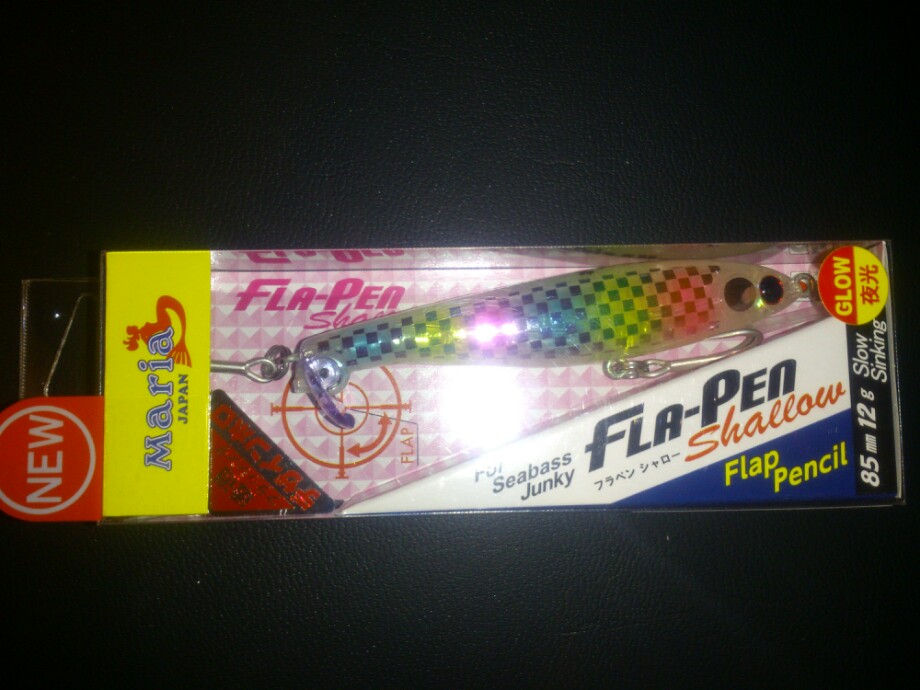 NEW
Maria
JAPAN
FLA-PEN
Shallow
FLAP
For
Seabass
Junky
FLA-PEN
Shallow
フラペン シャロー
Flap
Pencil
GLOW
夜光
85mm 12g Slow
Sinking